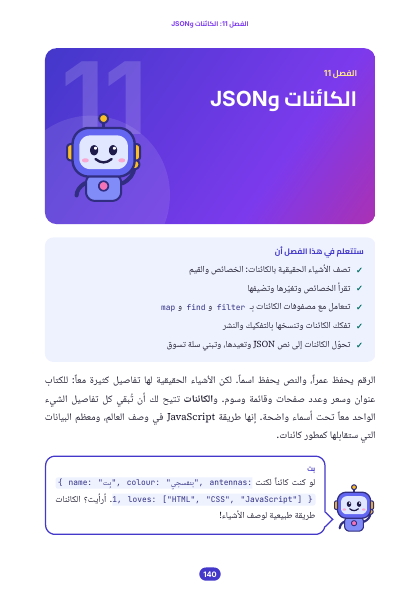 الفصل 11: الكائنات وJSON
11
الفصل 11
الكائنات وJSON
ستتعلم في هذا الفصل أن
✓ تصف الأشياء الحقيقية بالكائنات: الخصائص والقيم
✓ تقرأ الخصائص وتغيّرها وتضيفها
✓ تتعامل مع مصفوفات الكائنات بـ filter و find و map
✓ تفكك الكائنات وتنسخها بالتفكيك والنشر
✓ تحوّل الكائنات إلى نص JSON وتعيدها، وتبني سلة تسوق
الرقم يحفظ عمراً، والنص يحفظ اسماً. لكن الأشياء الحقيقية لها تفاصيل كثيرة معاً: للكتاب
عنوان وسعر وعدد صفحات وقائمة وسوم. والكائنات تتيح لك أن تُبقي كل تفاصيل الشيء
الواحد معاً تحت أسماء واضحة. إنها طريقة JavaScript في وصف العالم، ومعظم البيانات
التي ستقابلها كمطور كائنات.
بت
لو كنت كائناً لكنت { name: "بت", colour: "بنفسجي", antennas:
1, loves: ["HTML", "CSS", "JavaScript"] }. أرأيت؟ الكائنات
طريقة طبيعية لوصف الأشياء!
140